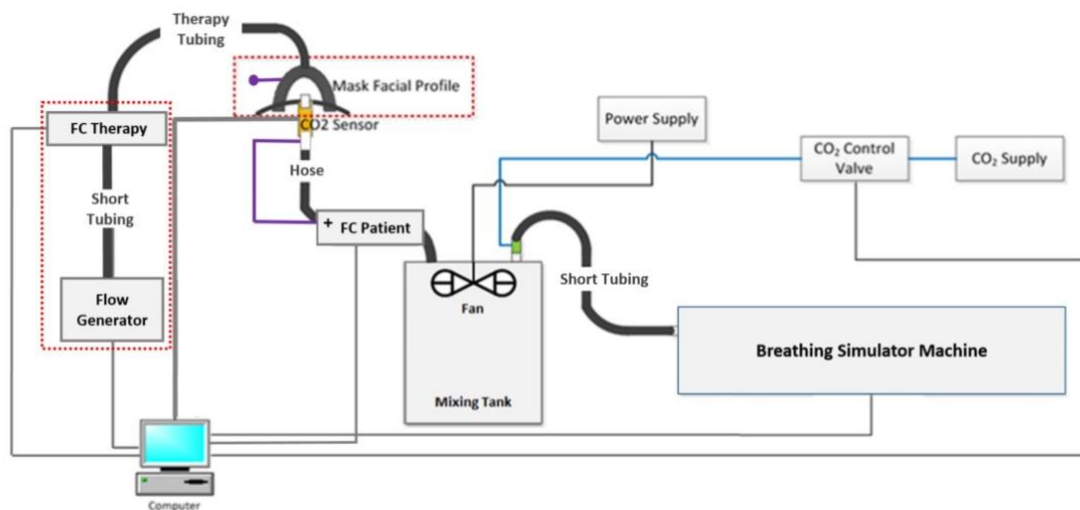 Therapy
Tubing
Mask Facial Profile
FC Therapy
CO2 Sensor
Power Supply
CO₂ Control
Valve
CO₂ Supply
Hose
Short
Tubing
+ FC Patient
Short Tubing
Flow
Generator
Fan
Breathing Simulator Machine
Mixing Tank
Computer